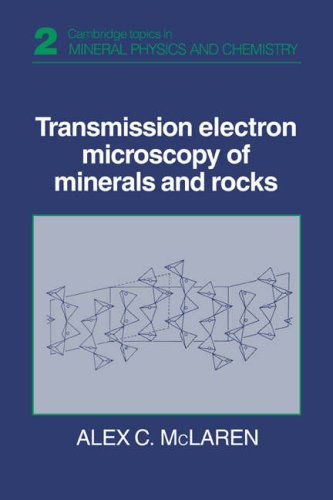 2 Cambridge topics in
MINERAL PHYSICS AND CHEMISTRY
Transmission electron
microscopy of
minerals and rocks
ALEX C. McLAREN